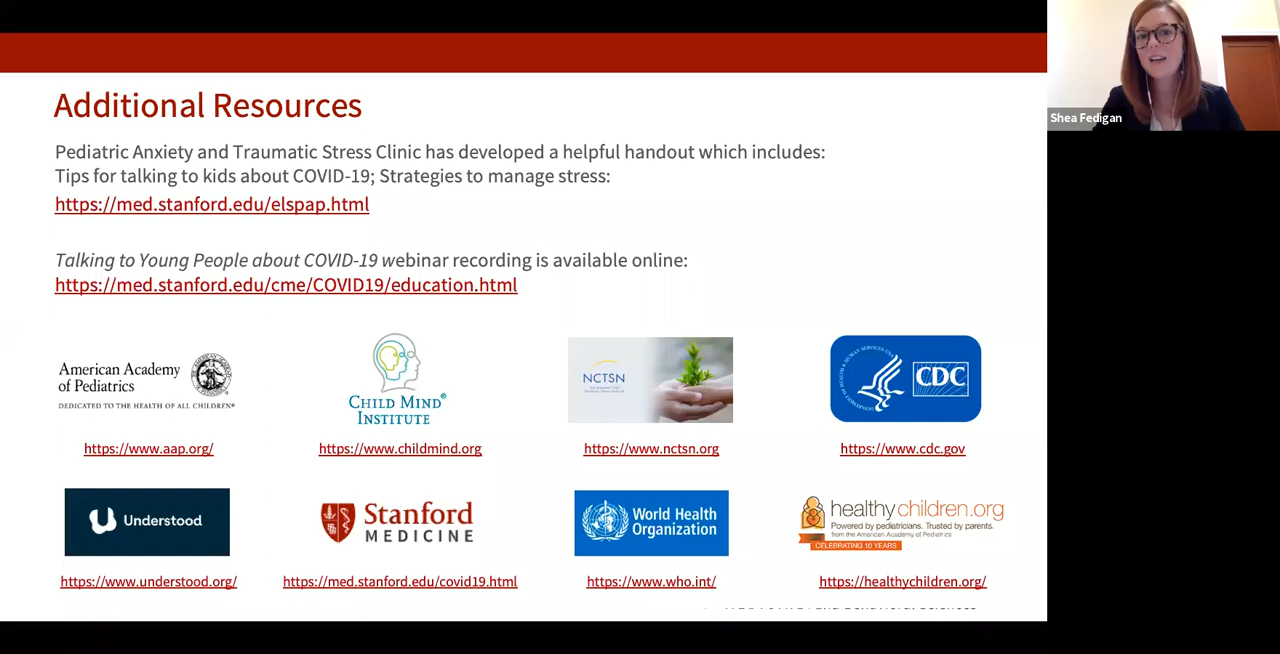 Additional Resources
Shea Fedigan
Pediatric Anxiety and Traumatic Stress Clinic has developed a helpful handout which includes:
Tips for talking to kids about COVID-19; Strategies to manage stress:
https://med.stanford.edu/elspap.html
Talking to Young People about COVID-19 webinar recording is available online:
https://med.stanford.edu/cme/COVID19/education.html
American Academy
of Pediatrics
DEDICATED TO THE HEALTH OF ALL CHILDREN®
CHILD MIND®
INSTITUTE
NCTSN
CDC
https://www.aap.org/
https://www.childmind.org
https://www.nctsn.org
https://www.cdc.gov
Understood
Stanford
MEDICINE
World Health
Organization
healthychildren.org
Powered by pediatricians. Trusted by parents.
from the American Academy of Pediatrics
CELEBRATING 10 YEARS
https://www.understood.org/
https://med.stanford.edu/covid19.html
https://www.who.int/
https://healthychildren.org/